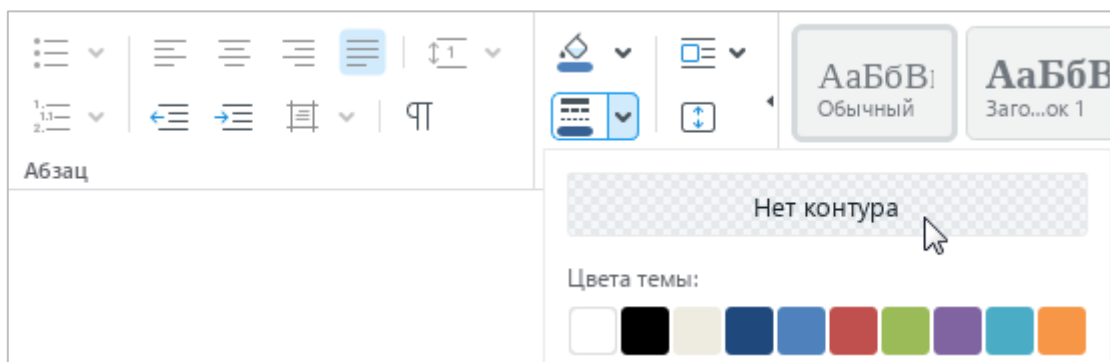 АаБбВ
Обычный
АаБбВ
Заго...ок 1
Абзац
Нет контура
Цвета темы: